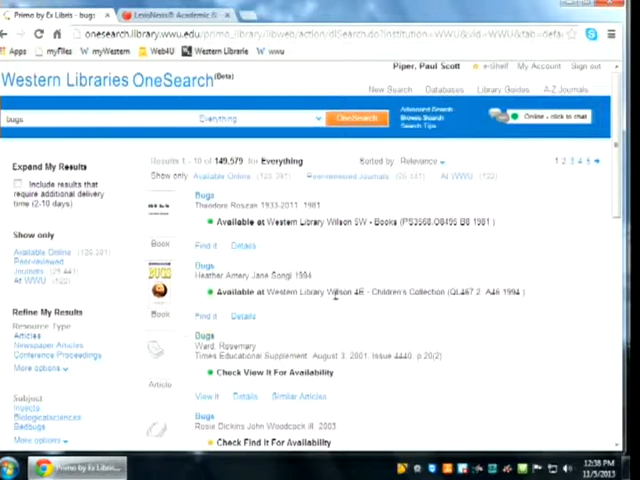 Primo by Ex Libris - bugs
LexisNexis® Academic &
onesearch.library.wwu.edu/primo_library/libweb/action/dlSearch.do?institution=WWU&vid=WWU&tab=defa
Apps myFiles myWestern Web4U Western Librarie wwu
Piper, Paul Scott e-Shelf My Account Sign out
Western Libraries OneSearch (Beta)
New Search Databases Library Guides A-Z Journals
bugs Everything OneSearch
Advanced Search
Browse Search
Search Tips
Online - click to chat
Expand My Results
Include results that
require additional delivery
time (2-10 days)
Show only
Available Online
Peer-reviewed
Journals
At WWU (122)
Refine My Results
Resource Type
Articles
Newspaper Articles
Conference Proceedings
More options
Subject
Insects
Biologicalsciences
Bedbugs
More options
Results 1 - 10 of 149,579 for Everything Sorted by: Relevance 1 2 3 4 5
Show only Available Online Peer-reviewed Journals At WWU (122)
Bugs
Theodore Roszak 1933-2011. 1981
Available at Western Library Wilson 5W - Books (PS3568.O8495 B8 1981 )
Book Find It Details
Bugs
Heather Amery Jane Songi 1994
BUGS
Available at Western Library Wilson 4E - Children's Collection (QL467.2 .A46 1994 )
Book Find It Details
Bugs
Ward, Rosemary
Times Educational Supplement, August 3, 2001, Issue 4440, p.20(2)
Check View It For Availability
Article View It Details Similar Articles
Bugs
Rosie Dickins John Woodcock ill. 2003
Check Find It For Availability
Primo by Ex Libris...
12:38 PM
11/5/2013